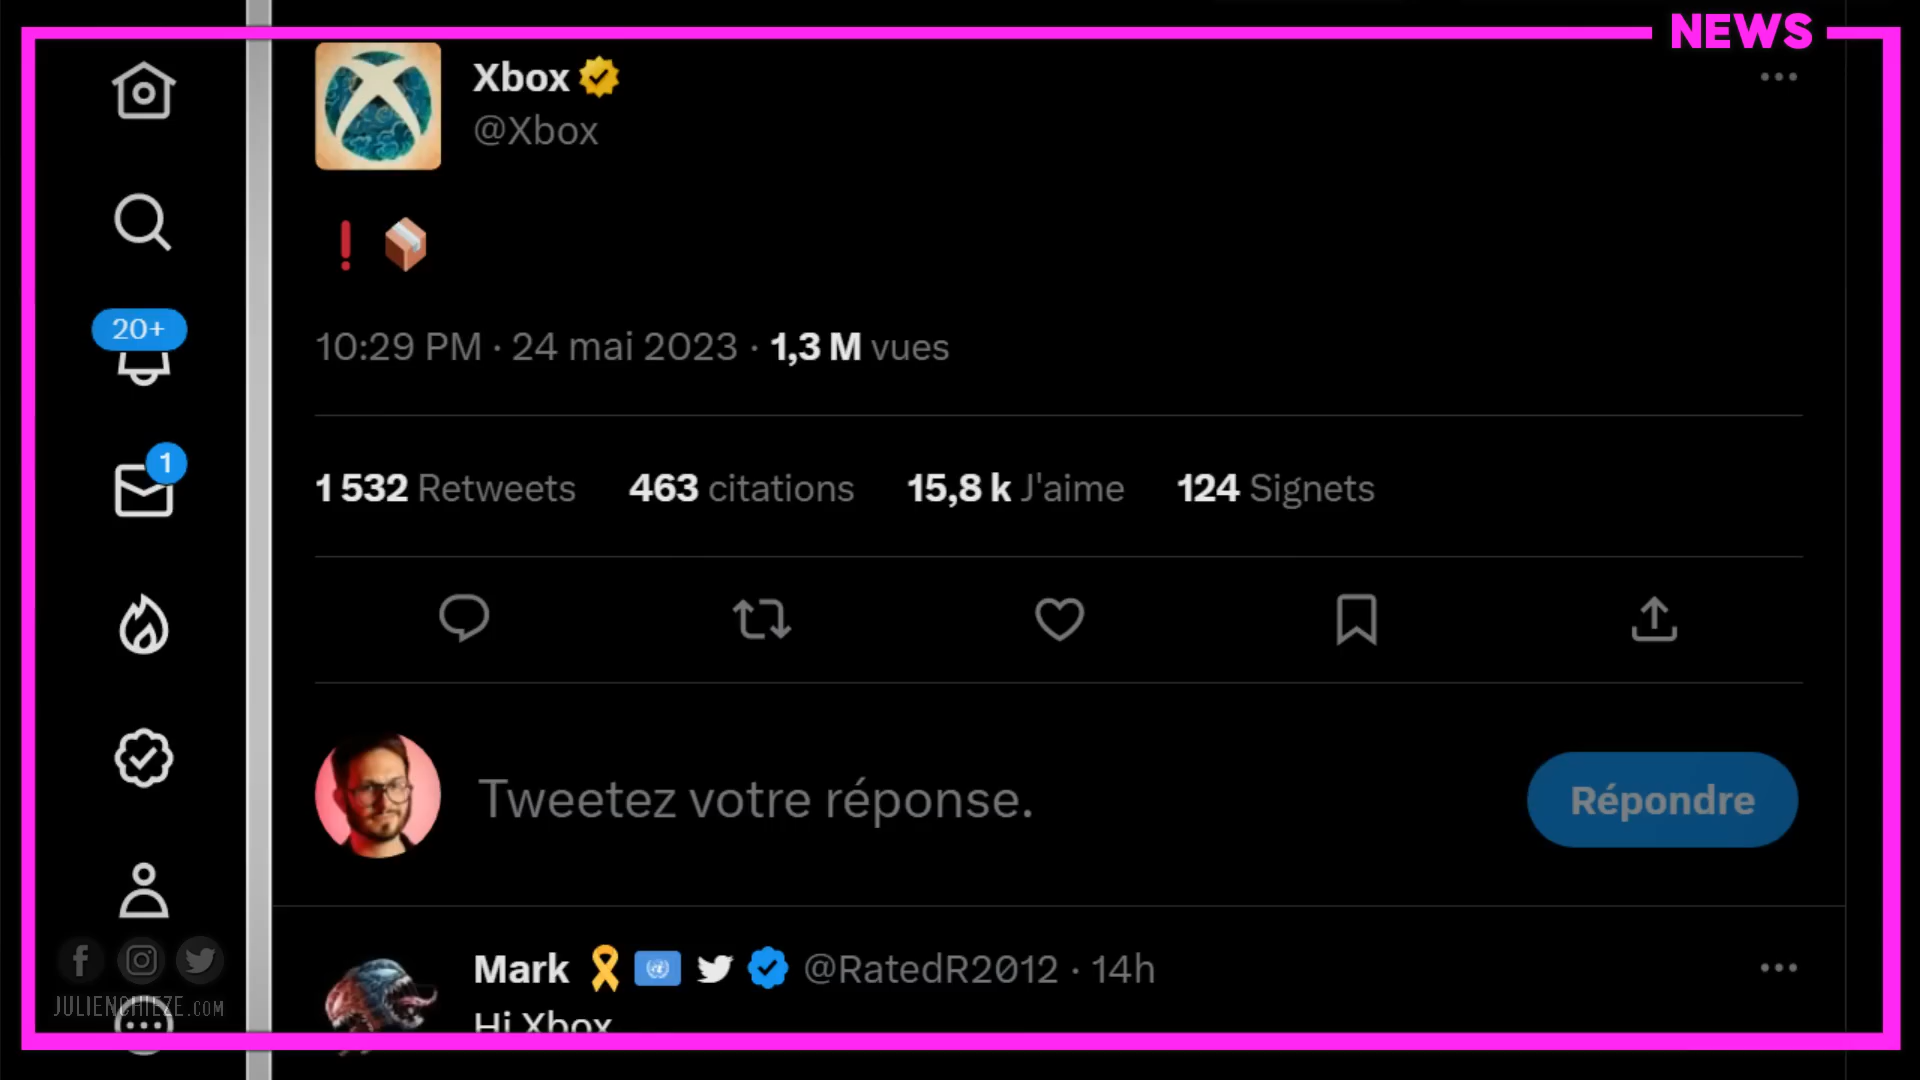 NEWS
Xbox
@Xbox
❗ 📦
10:29 PM · 24 mai 2023 · 1,3 M vues
20+
1
1 532 Retweets 463 citations 15,8 k J'aime 124 Signets
Tweetez votre réponse.
Répondre
Mark 🎗 🇺🇳 @RatedR2012 · 14h
Hi Xbox
JULIENCHIEZE.COM